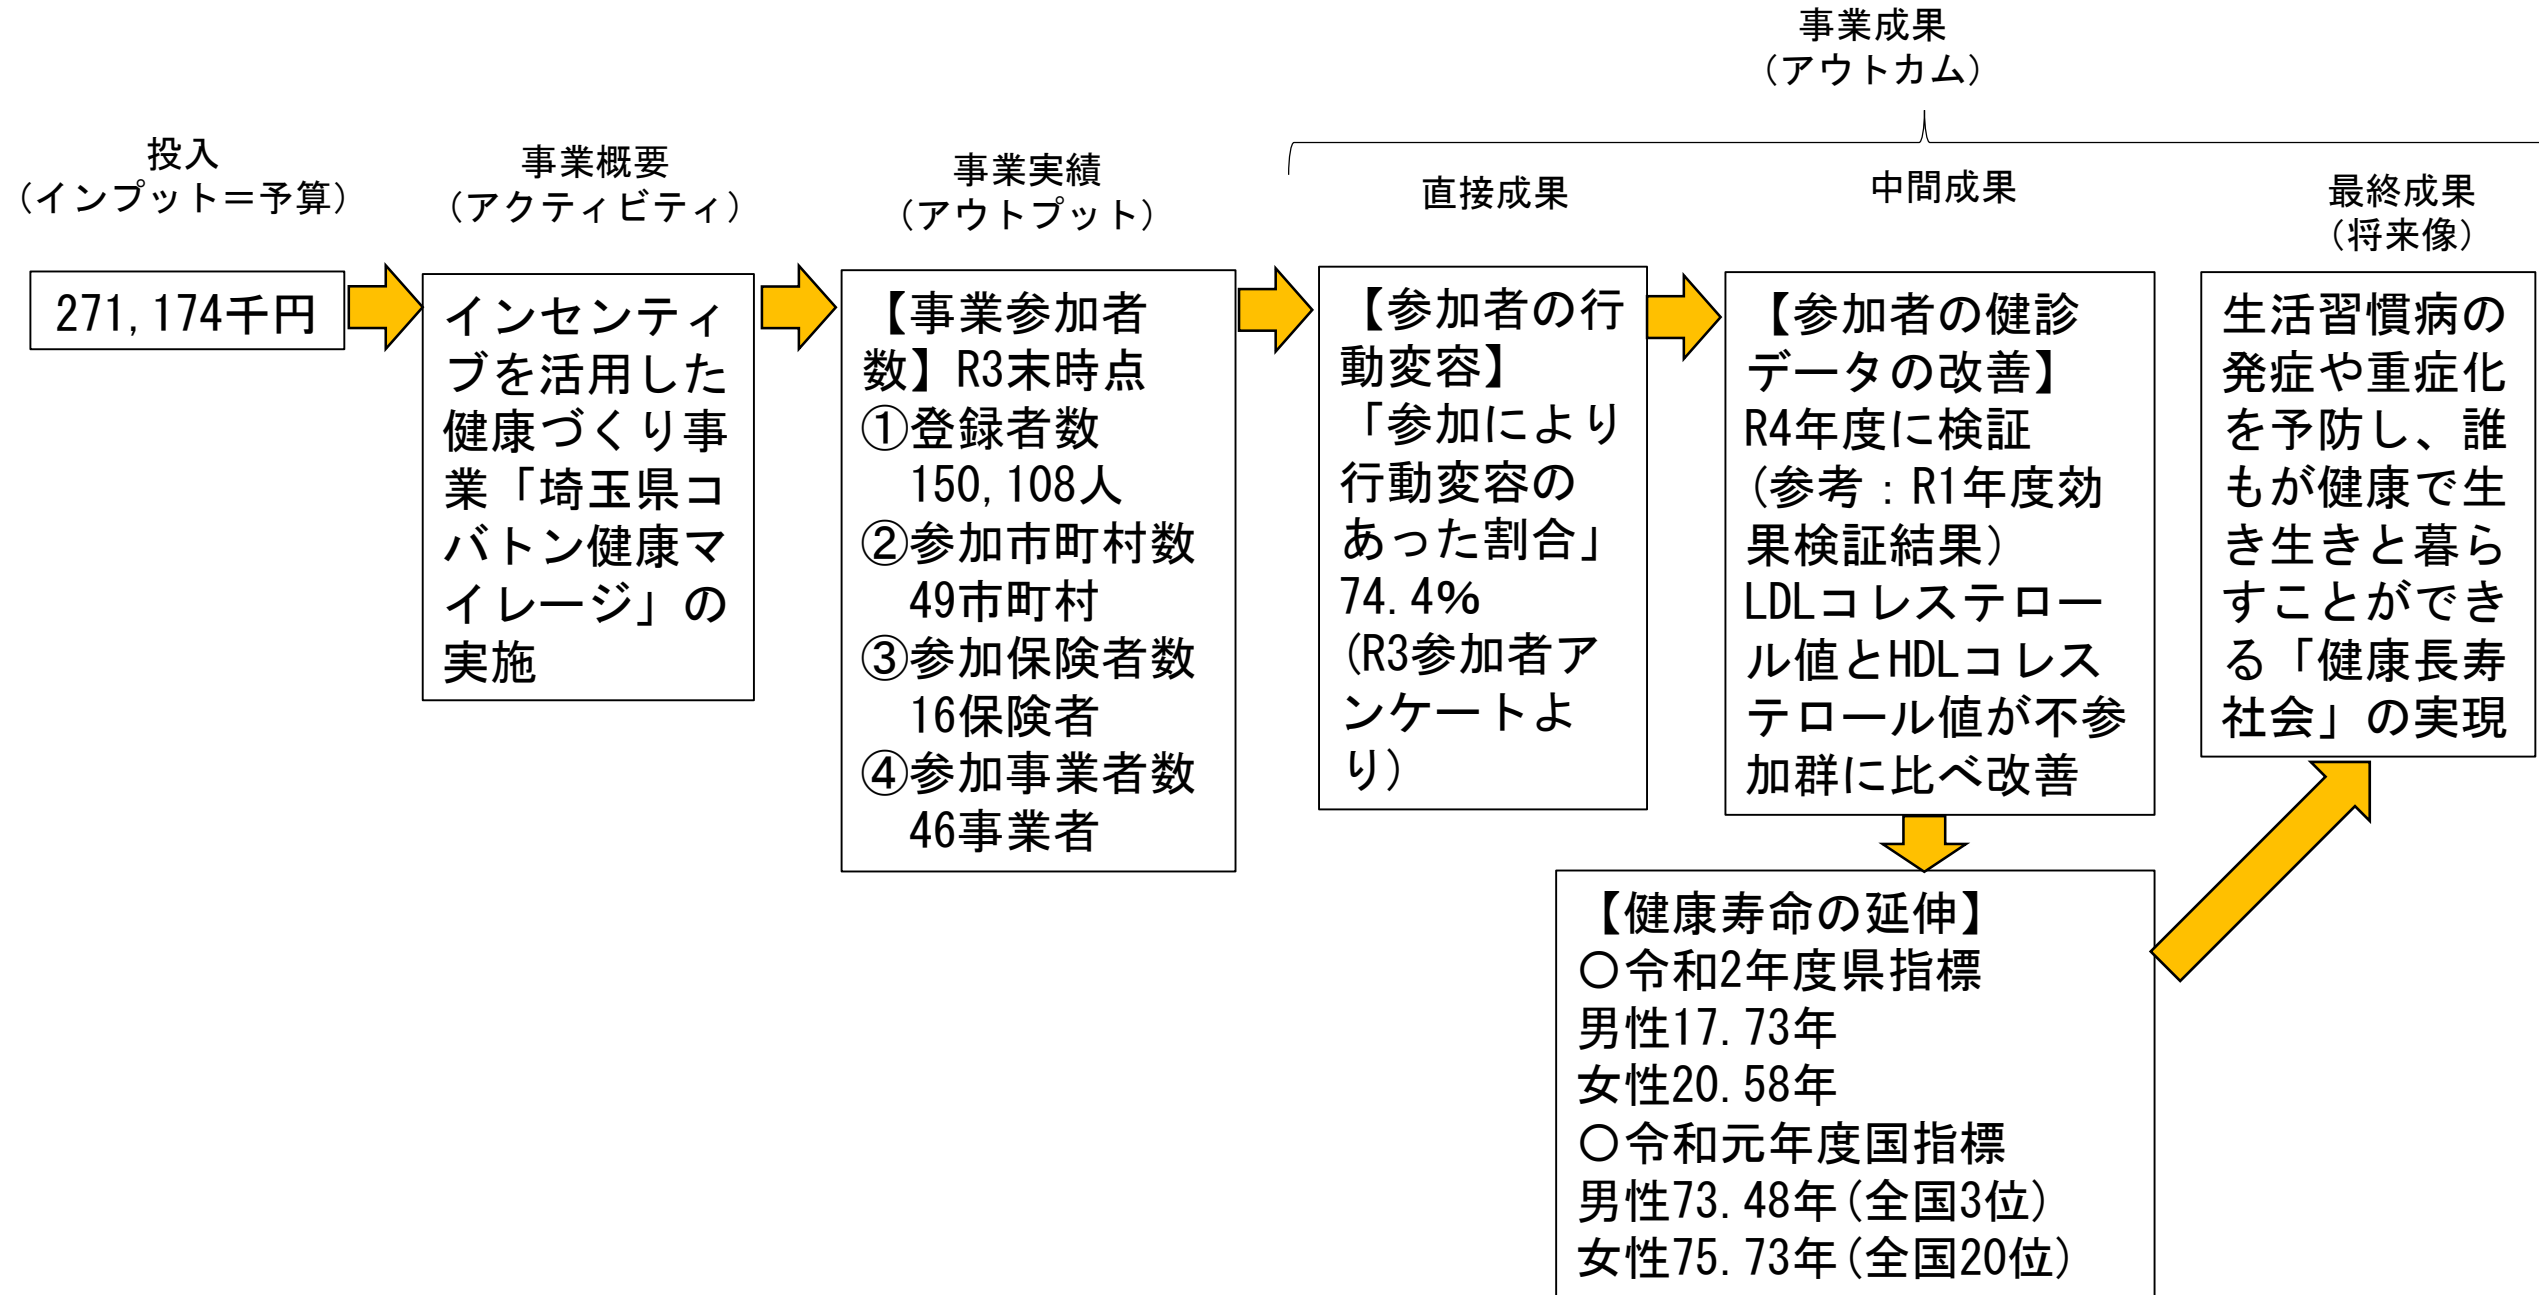 事業成果
（アウトカム）
投入
（インプット＝予算）
事業概要
（アクティビティ）
事業実績
（アウトプット）
直接成果
中間成果
最終成果
（将来像）
271,174千円
インセンティ
ブを活用した
健康づくり事
業「埼玉県コ
バトン健康マ
イレージ」の
実施
【事業参加者
数】R3末時点
①登録者数
150,108人
②参加市町村数
49市町村
③参加保険者数
16保険者
④参加事業者数
46事業者
【参加者の行
動変容】
「参加により
行動変容の
あった割合」
74.4％
（R3参加者ア
ンケートよ
り）
【参加者の健診
データの改善】
R4年度に検証
（参考：R1年度効
果検証結果）
LDLコレステロー
ル値とHDLコレス
テロール値が不参
加群に比べ改善
生活習慣病の
発症や重症化
を予防し、誰
もが健康で生
き生きと暮ら
すことができ
る「健康長寿
社会」の実現
【健康寿命の延伸】
〇令和2年度県指標
男性17.73年
女性20.58年
〇令和元年度国指標
男性73.48年（全国3位）
女性75.73年（全国20位）